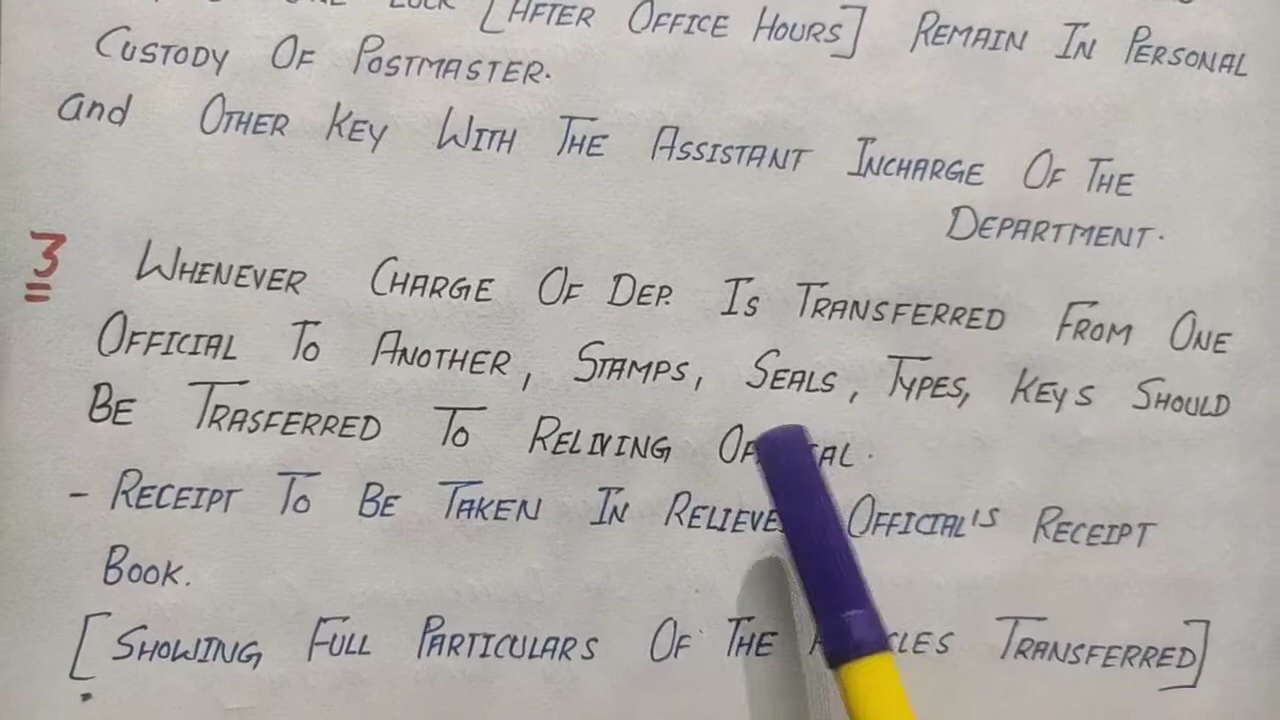 LOCK [AFTER OFFICE HOURS] REMAIN IN PERSONAL
CUSTODY OF POSTMASTER.
and OTHER KEY WITH THE ASSISTANT INCHARGE OF THE
DEPARTMENT.
3 WHENEVER CHARGE OF DEP. IS TRANSFERRED FROM ONE
OFFICIAL TO ANOTHER, STAMPS, SEALS, TYPES, KEYS SHOULD
BE TRASFERRED TO RELIVING
- RECEIPT TO BE TAKEN IN OFFICIAL'S RECEIPT
BOOK.
[SHOWING FULL PARTICULARS OF THE TRANSFERRED]